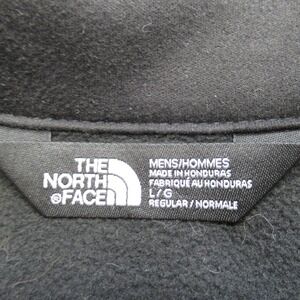 THE
NORTH
®FACE
MENS/HOMMES
MADE IN HONDURAS
FABRIQUÉ AU HONDURAS
L/G
REGULAR / NORMALE